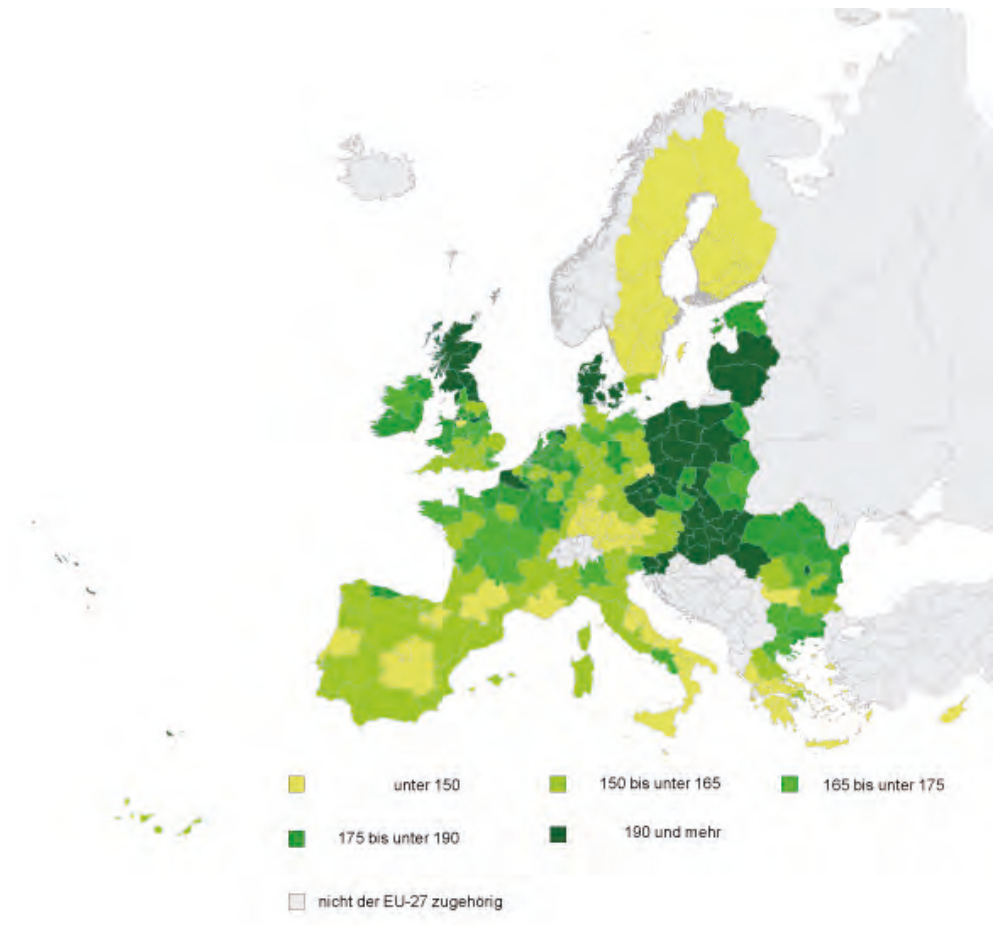 unter 150
150 bis unter 165
165 bis unter 175
175 bis unter 190
190 und mehr
nicht der EU-27 zugehörig